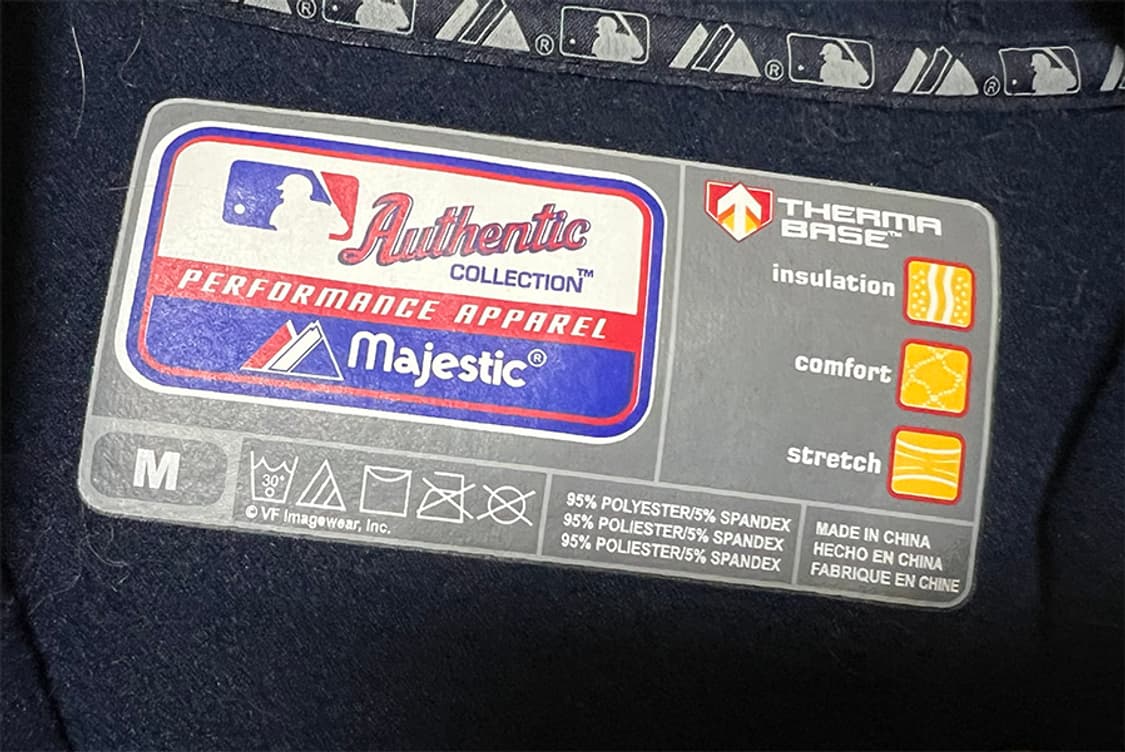 ® ® ® ®
Authentic
COLLECTION™
PERFORMANCE APPAREL
Majestic®
THERMA
BASE™
insulation
comfort
stretch
M
30°
© VF Imagewear, Inc.
95% POLYESTER/5% SPANDEX
95% POLIESTER/5% SPANDEX
95% POLIESTER/5% SPANDEX
MADE IN CHINA
HECHO EN CHINA
FABRIQUE EN CHINE